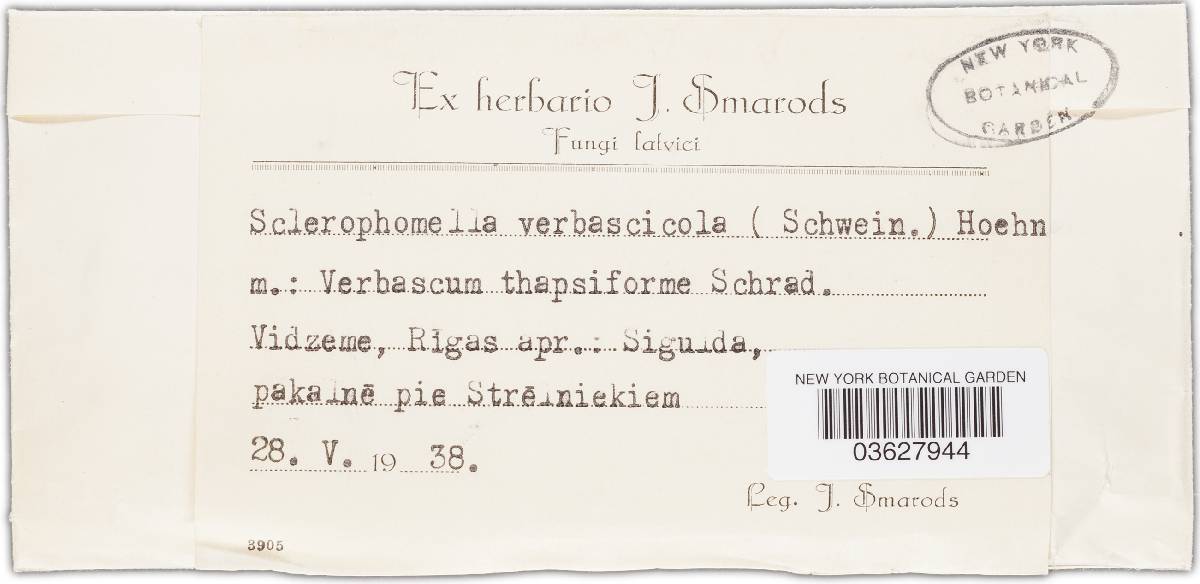 NEW YORK
BOTANICAL
GARDEN
Ex herbario J. Smarods
Fungi latvici
Sclerophomella verbascicola ( Schwein.) Hoehn
m.: Verbascum thapsiforme Schrad.
Vidzeme, Rīgas apr.: Sigulda,
pakalnē pie Strēlniekiem
28. V. 19 38.
NEW YORK BOTANICAL GARDEN
03627944
Leg. J. Smarods
3905